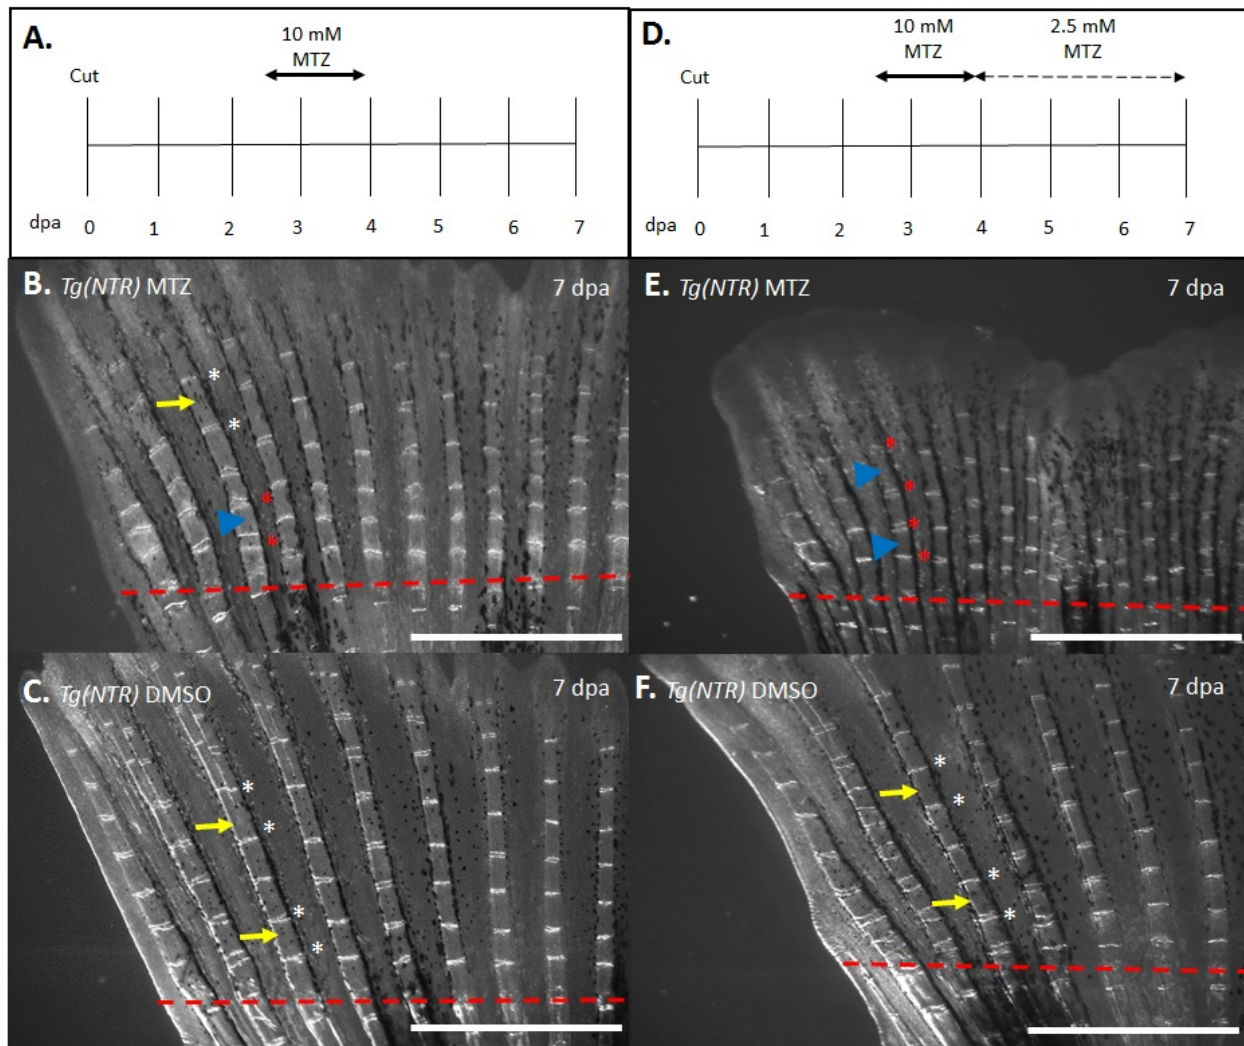 A.
10 mM
MTZ
Cut
dpa 0 1 2 3 4 5 6 7
D.
10 mM 2.5 mM
MTZ MTZ
Cut
dpa 0 1 2 3 4 5 6 7
B. Tg(NTR) MTZ 7 dpa
* *
* *
E. Tg(NTR) MTZ 7 dpa
* * * *
C. Tg(NTR) DMSO 7 dpa
* *
* *
F. Tg(NTR) DMSO 7 dpa
* *
* *